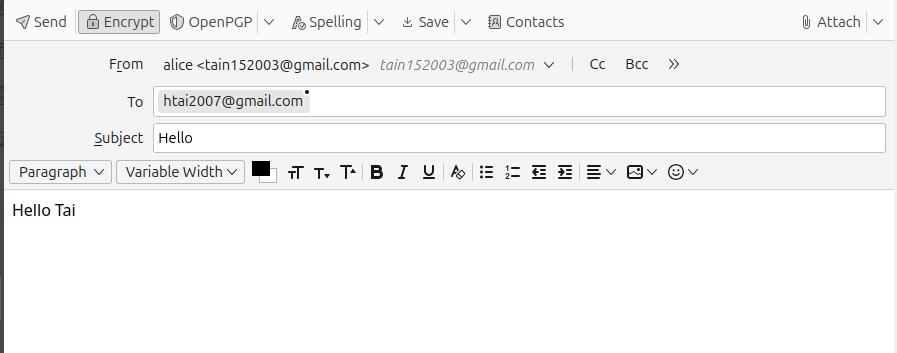 Send Encrypt OpenPGP Spelling Save Contacts Attach
From alice <tain152003@gmail.com> tain152003@gmail.com Cc Bcc
To htai2007@gmail.com
Subject Hello
Paragraph Variable Width
Hello Tai